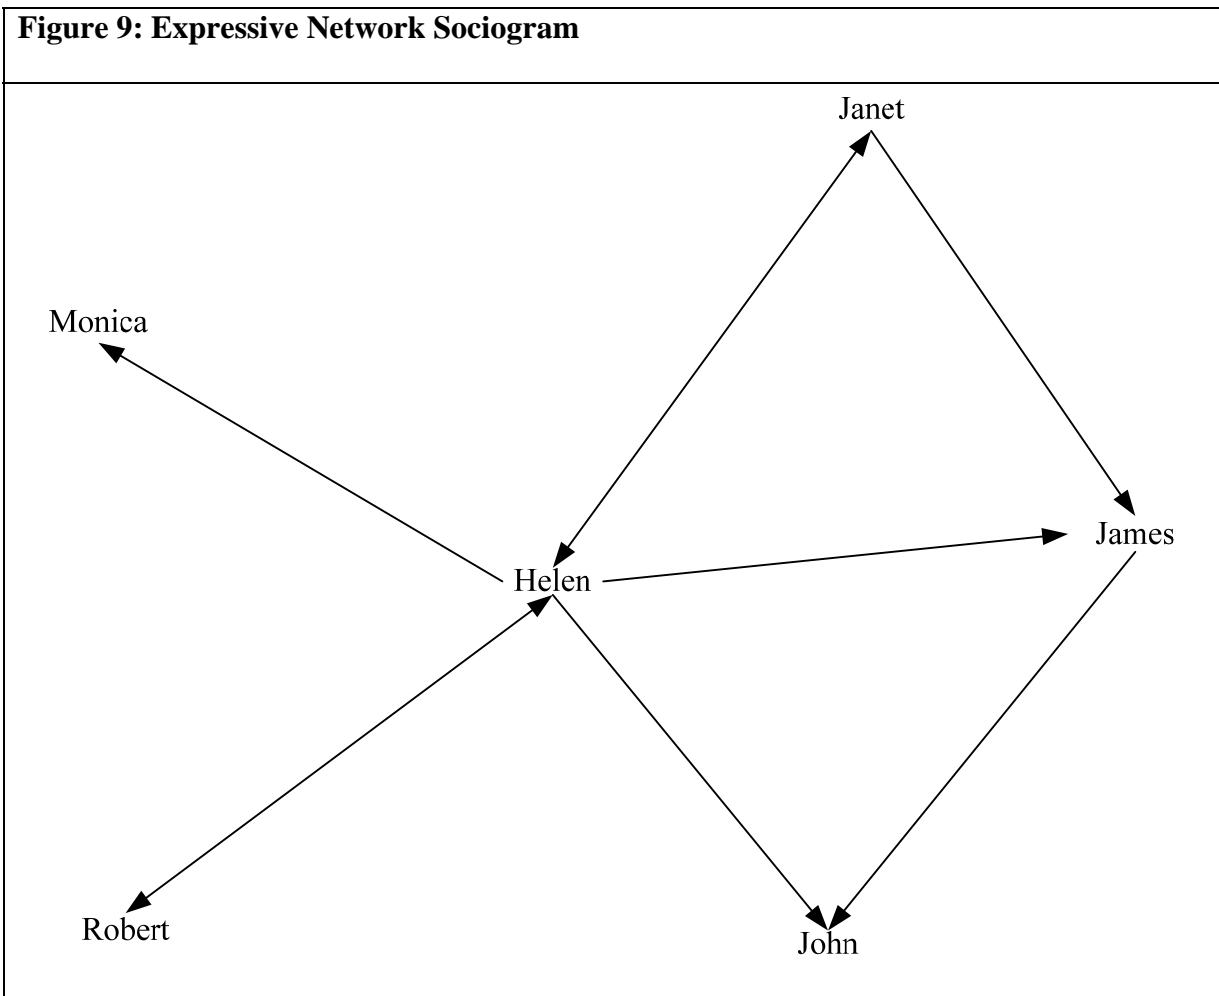 Figure 9: Expressive Network Sociogram
Janet
Monica
James
Helen
Robert
John